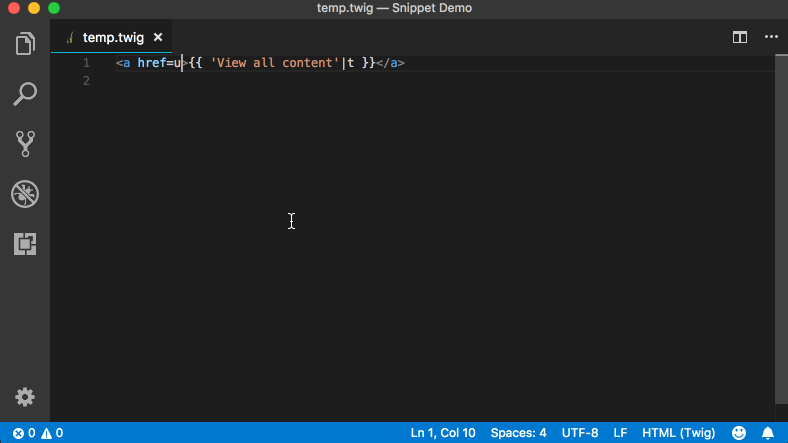 temp.twig — Snippet Demo
temp.twig ×
1 <a href=u>{{ 'View all content'|t }}</a>
2
0 0 Ln 1, Col 10 Spaces: 4 UTF-8 LF HTML (Twig)